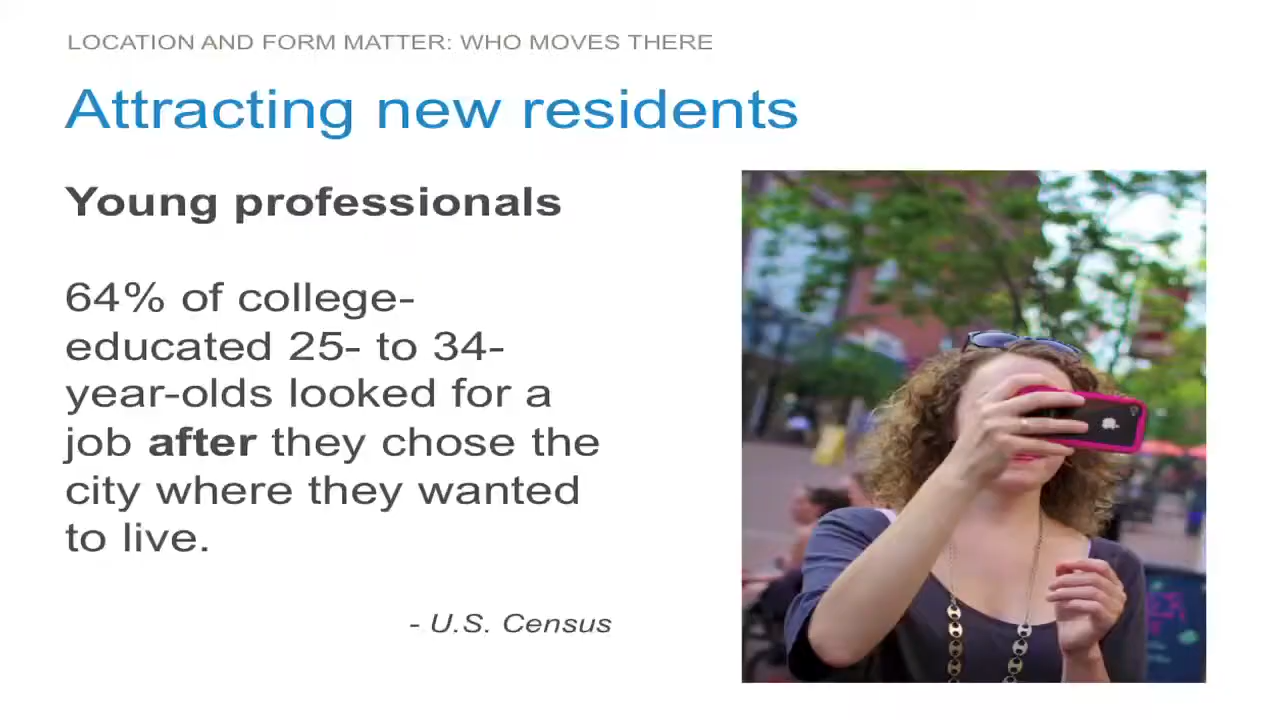 LOCATION AND FORM MATTER: WHO MOVES THERE
Attracting new residents
Young professionals
64% of college-
educated 25- to 34-
year-olds looked for a
job after they chose the
city where they wanted
to live.
- U.S. Census